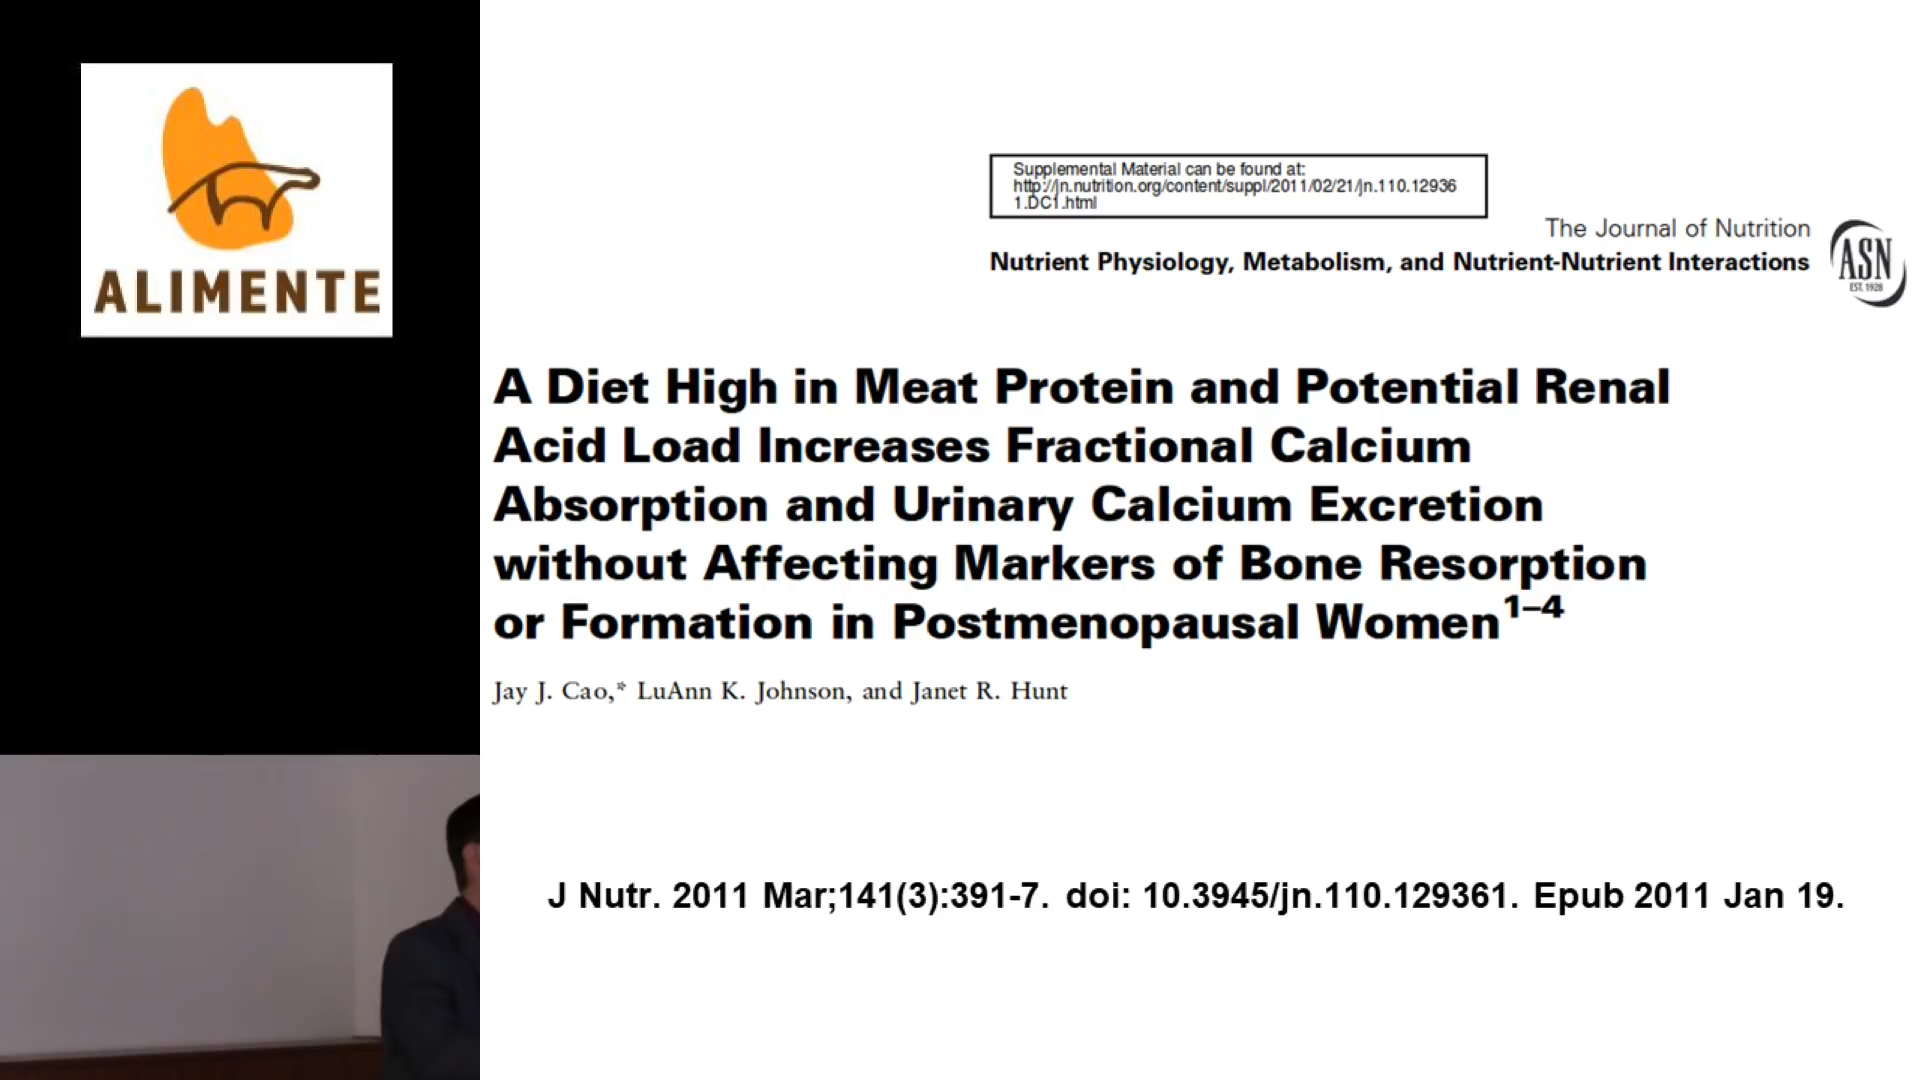 ALIMENTE
Supplemental Material can be found at:
http://jn.nutrition.org/content/suppl/2011/02/21/jn.110.12936
1.DC1.html
The Journal of Nutrition
Nutrient Physiology, Metabolism, and Nutrient-Nutrient Interactions
ASN
EST. 1928
A Diet High in Meat Protein and Potential Renal
Acid Load Increases Fractional Calcium
Absorption and Urinary Calcium Excretion
without Affecting Markers of Bone Resorption
or Formation in Postmenopausal Women1–4
Jay J. Cao,* LuAnn K. Johnson, and Janet R. Hunt
J Nutr. 2011 Mar;141(3):391-7. doi: 10.3945/jn.110.129361. Epub 2011 Jan 19.